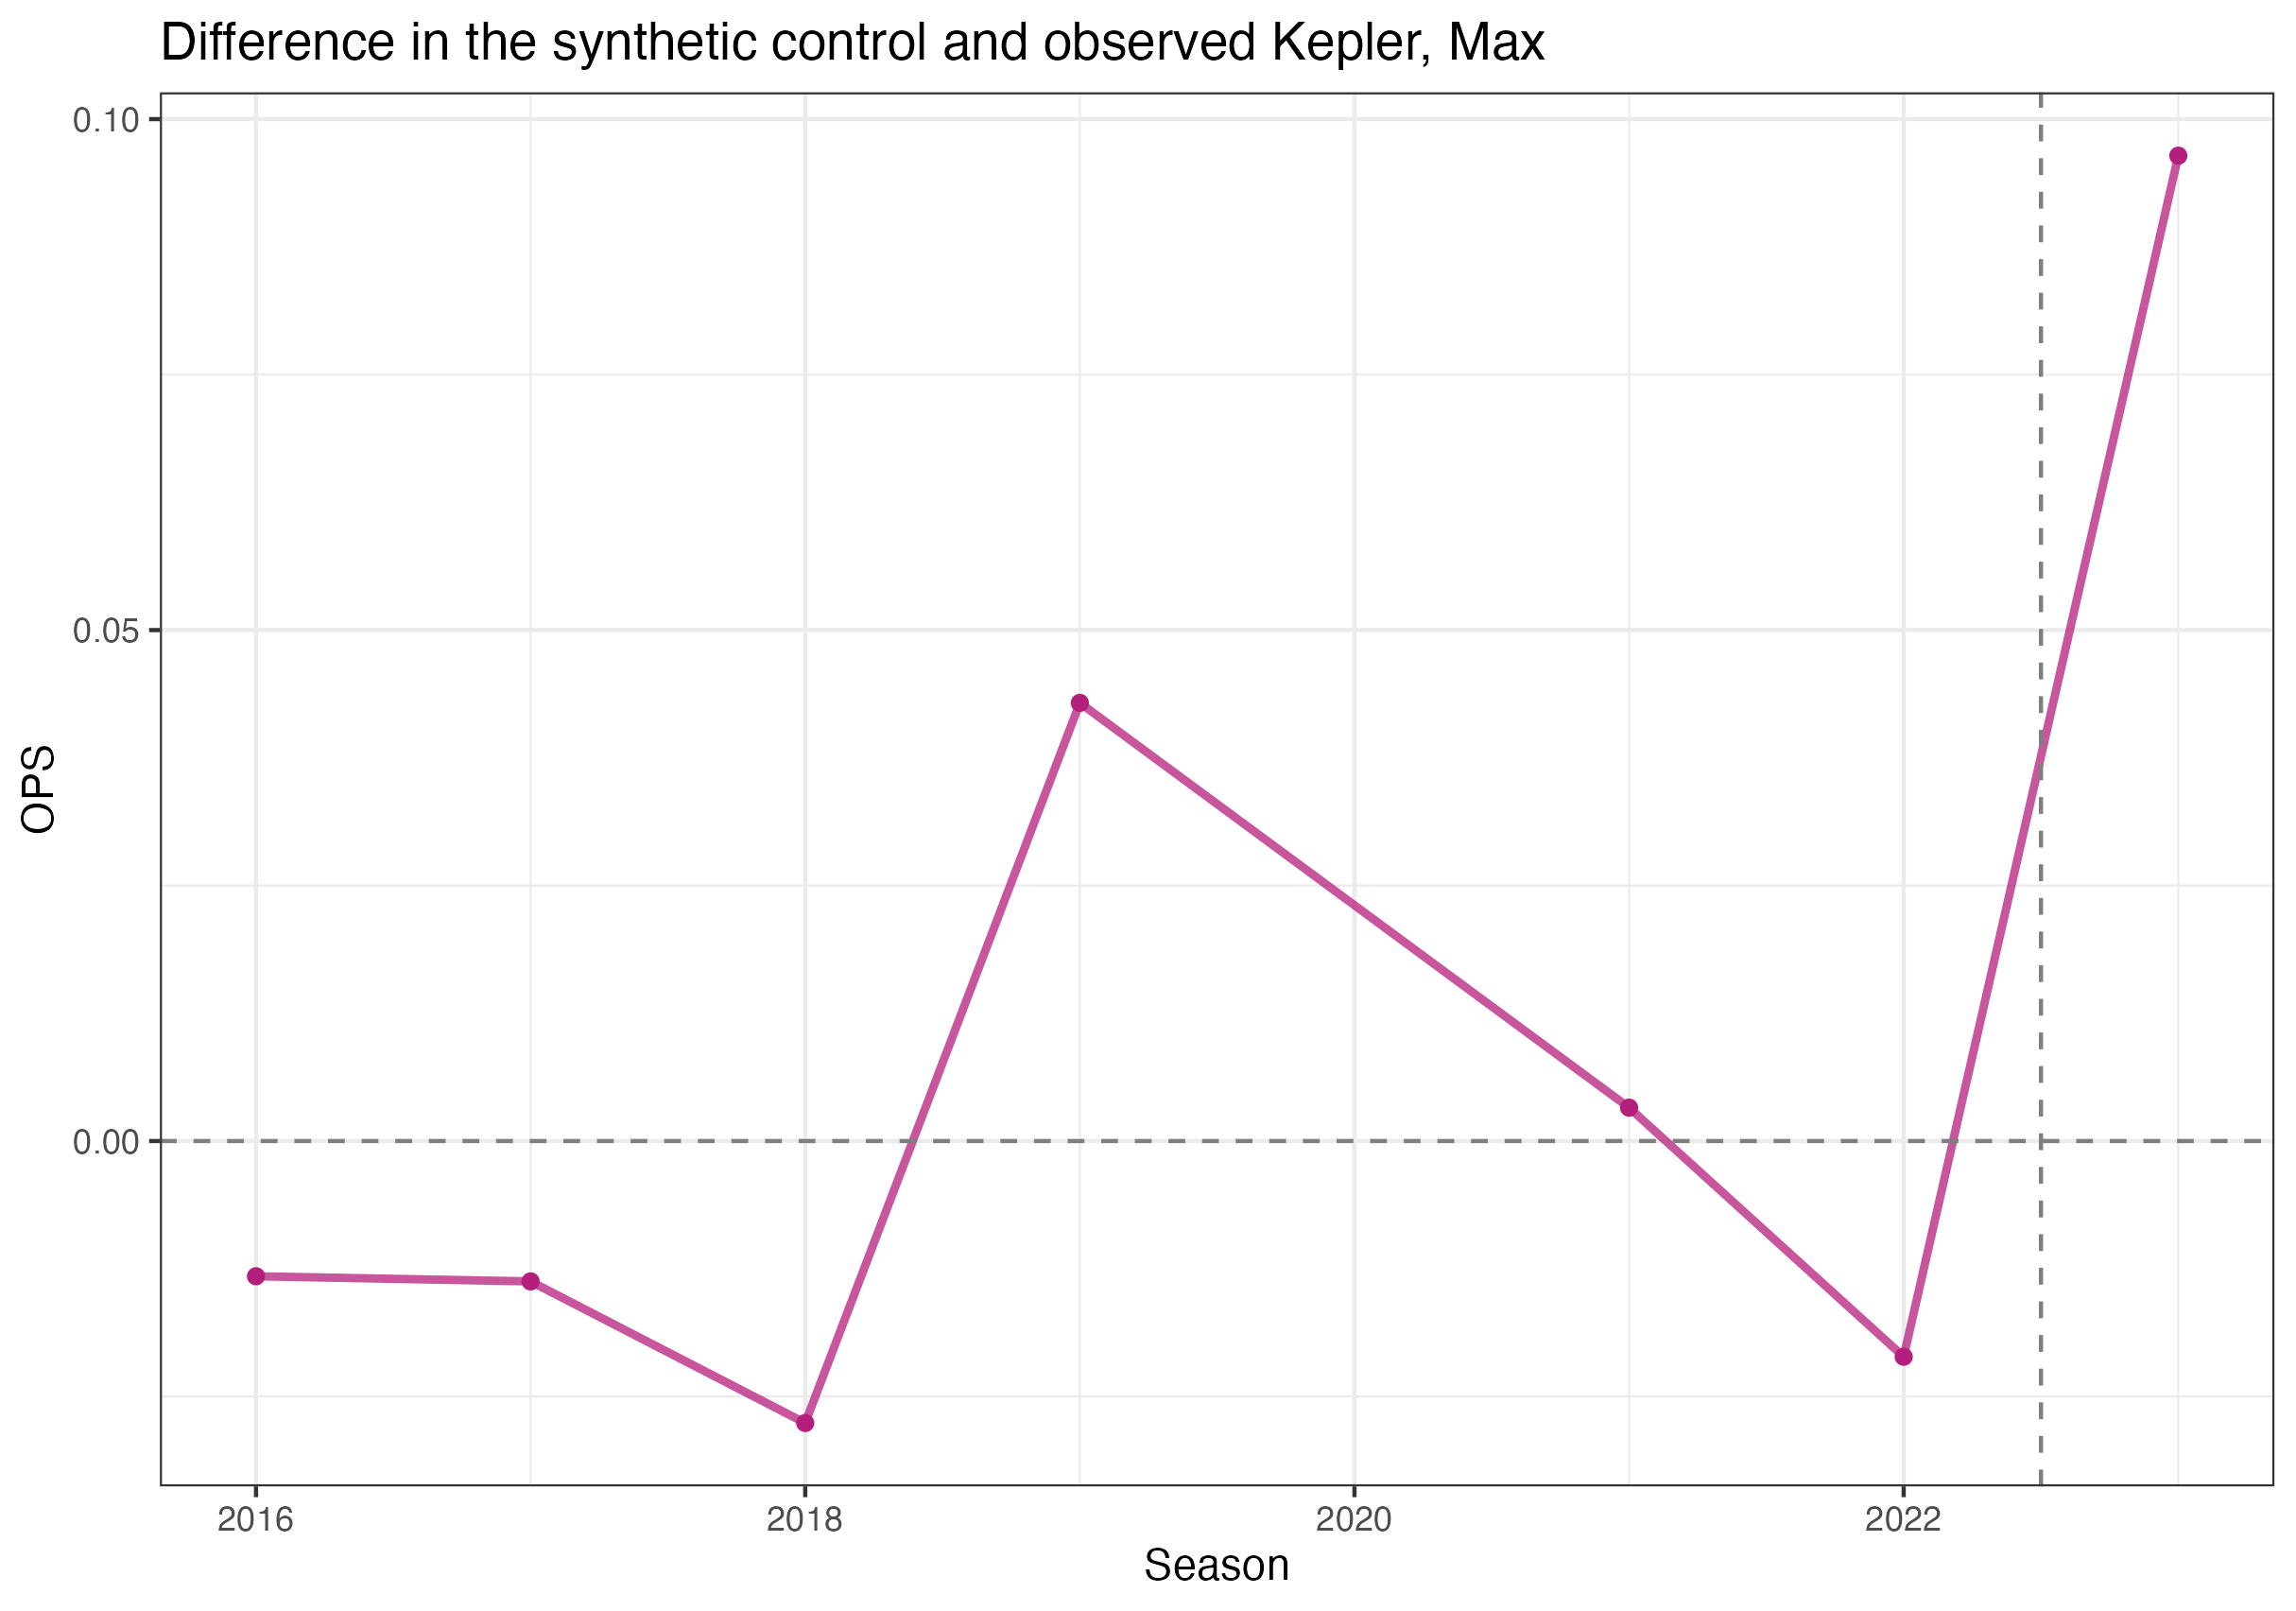 Difference in the synthetic control and observed Kepler, Max
0.10
0.05
0.00
OPS
2016 2018 2020 2022
Season